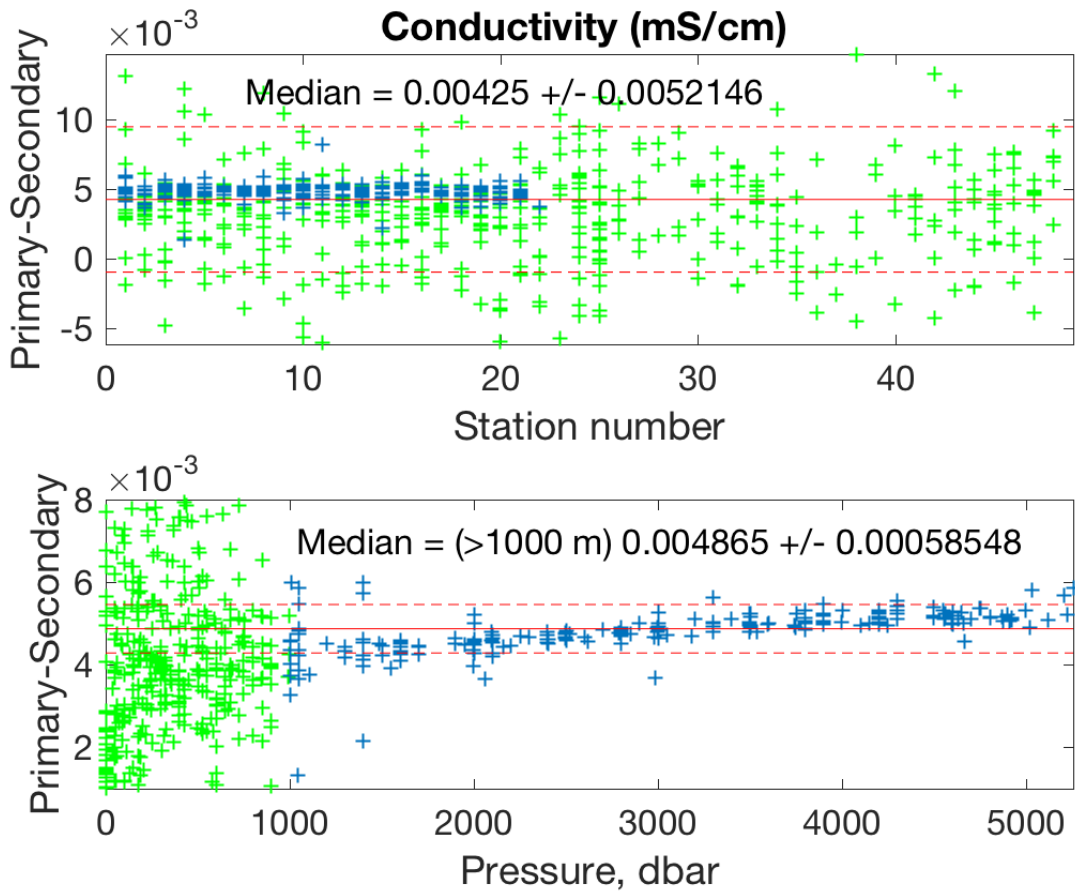 ×10⁻³
Conductivity (mS/cm)
Primary-Secondary
Median = 0.00425 +/- 0.0052146
10
5
0
-5
0 10 20 30 40
Station number
×10⁻³
Primary-Secondary
8
Median = (>1000 m) 0.004865 +/- 0.00058548
6
4
2
0 1000 2000 3000 4000 5000
Pressure, dbar